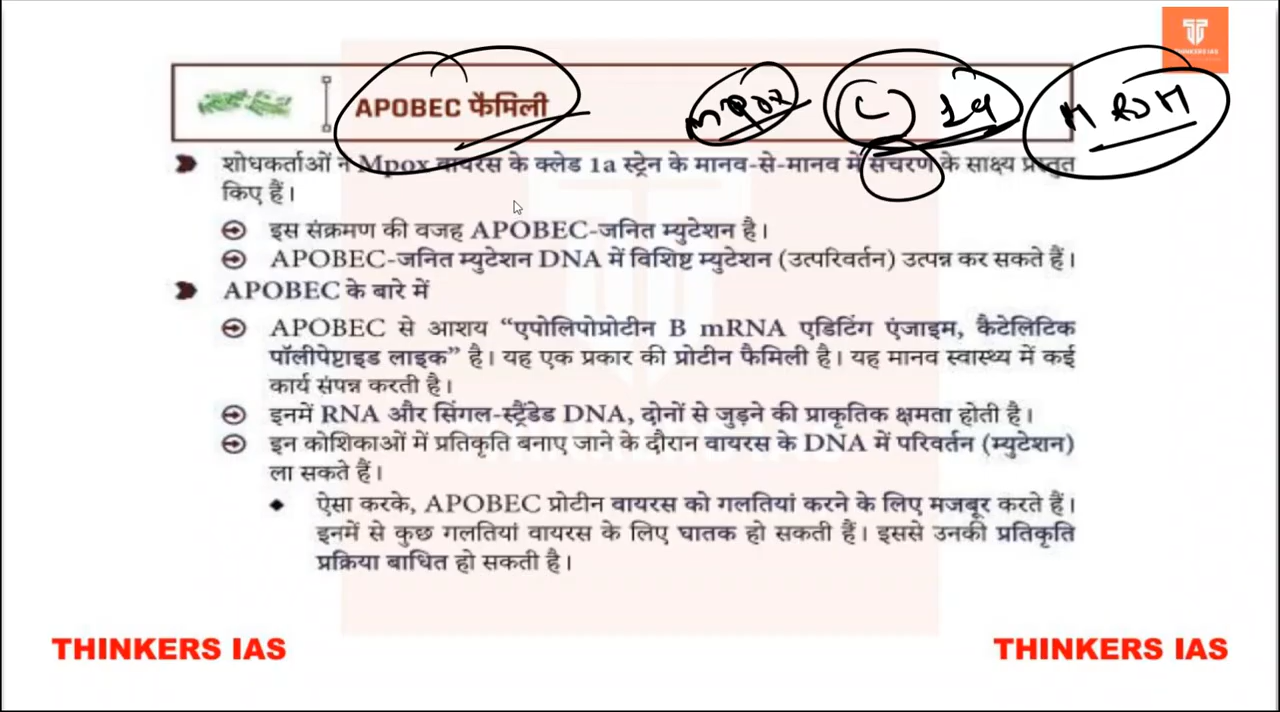 THINKERS IAS
APOBEC फैमिली
mpox
C 1a
शोधकर्ताओं ने Mpox वायरस के क्लेड 1a स्ट्रेन के मानव-से-मानव में संचरण के साक्ष्य प्रस्तुत
किए हैं।
इस संक्रमण की वजह APOBEC-जनित म्युटेशन है।
APOBEC-जनित म्युटेशन DNA में विशिष्ट म्युटेशन (उत्परिवर्तन) उत्पन्न कर सकते हैं।
APOBEC के बारे में
APOBEC से आशय “एपोलिपोप्रोटीन B mRNA एडिटिंग एंजाइम, कैटेलिटिक
पॉलीपेप्टाइड लाइक” है। यह एक प्रकार की प्रोटीन फैमिली है। यह मानव स्वास्थ्य में कई
कार्य संपन्न करती है।
इनमें RNA और सिंगल-स्ट्रैंडेड DNA, दोनों से जुड़ने की प्राकृतिक क्षमता होती है।
इन कोशिकाओं में प्रतिकृति बनाए जाने के दौरान वायरस के DNA में परिवर्तन (म्युटेशन)
ला सकते हैं।
ऐसा करके, APOBEC प्रोटीन वायरस को गलतियां करने के लिए मजबूर करते हैं।
इनमें से कुछ गलतियां वायरस के लिए घातक हो सकती हैं। इससे उनकी प्रतिकृति
प्रक्रिया बाधित हो सकती है।
THINKERS IAS
THINKERS IAS